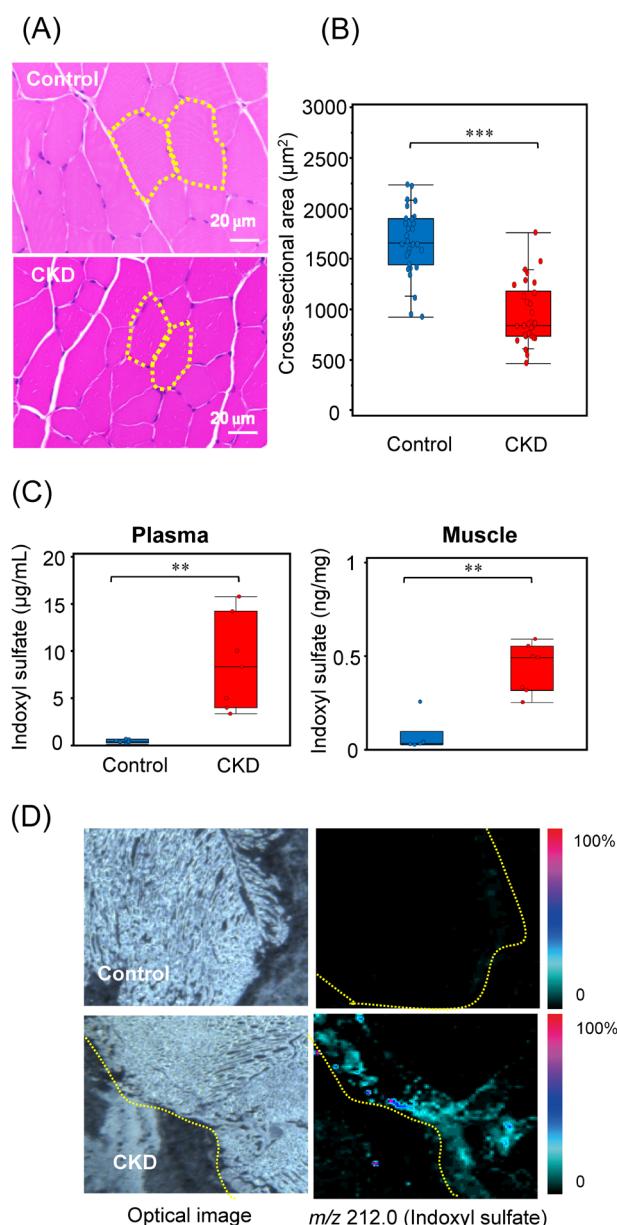 (A)
Control
20 μm
CKD
20 μm
(B)
Cross-sectional area (μm²)
3000
2500
2000
1500
1000
500
0
***
Control
CKD
(C)
Plasma
Indoxyl sulfate (μg/mL)
20
15
10
5
0
**
Control
CKD
Muscle
Indoxyl sulfate (ng/mg)
1
0.5
0
**
(D)
Control
100%
0
CKD
100%
0
Optical image
m/z 212.0 (Indoxyl sulfate)